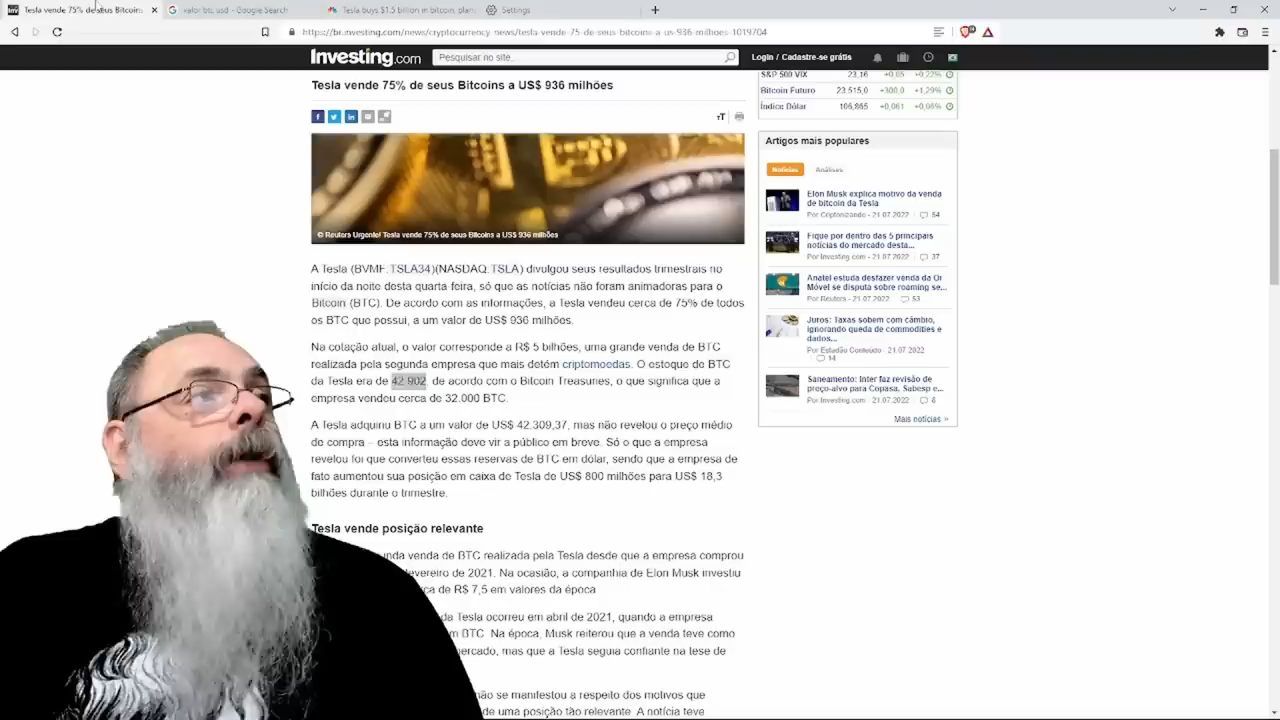 Tesla vende 75% de seus Bitcoins
valor btc usd - Google Search
Tesla buys $1.5 billion in bitcoin, plans
Settings
br.investing.com/news/cryptocurrency_news/tesla-vende-75-de-seus-bitcoins-a-us-936-milhoes-1019704
Investing.com
Pesquisar no site...
Login / Cadastre-se grátis
Tesla vende 75% de seus Bitcoins a US$ 936 milhões
© Reuters Urgente! Tesla vende 75% de seus Bitcoins a US$ 936 milhões
A Tesla (BVMF:TSLA34)(NASDAQ:TSLA) divulgou seus resultados trimestrais no
início da noite desta quarta-feira, só que as notícias não foram animadoras para o
Bitcoin (BTC). De acordo com as informações, a Tesla vendeu cerca de 75% de todos
os BTC que possui, a um valor de US$ 936 milhões.
Na cotação atual, o valor corresponde a R$ 5 bilhões, uma grande venda de BTC
realizada pela segunda empresa que mais detém criptomoedas. O estoque de BTC
da Tesla era de 42.902, de acordo com o Bitcoin Treasures, o que significa que a
empresa vendeu cerca de 32.000 BTC.
A Tesla adquiriu BTC a um valor de US$ 42.309,37, mas não revelou o preço médio
de compra – esta informação deve vir a público em breve. Só o que a empresa
revelou foi que converteu essas reservas de BTC em dólar, sendo que a empresa de
fato aumentou sua posição em caixa de Tesla de US$ 800 milhões para US$ 18,3
bilhões durante o trimestre.
Tesla vende posição relevante
unda venda de BTC realizada pela Tesla desde que a empresa comprou
evereiro de 2021. Na ocasião, a companhia de Elon Musk investiu
ca de R$ 7,5 em valores da época
da Tesla ocorreu em abril de 2021, quando a empresa
m BTC. Na época, Musk reiterou que a venda teve como
ercado, mas que a Tesla seguia confiante na tese de
não se manifestou a respeito dos motivos que
de uma posição tão relevante. A notícia teve
S&P 500 VIX 23,16 +0,05 +0,22%
Bitcoin Futuro 23.515,0 +300,0 +1,29%
Índice Dólar 106,865 +0,061 +0,06%
Artigos mais populares
Notícias
Análises
Elon Musk explica motivo da venda
de bitcoin da Tesla
Por Criptonizando - 21.07.2022 54
Fique por dentro das 5 principais
notícias do mercado desta...
Por Investing.com - 21.07.2022 37
Anatel estuda desfazer venda da Oi
Móvel se disputa sobre roaming se...
Por Reuters - 21.07.2022 53
Juros: Taxas sobem com câmbio,
ignorando queda de commodities e
dados...
Por Estadão Conteúdo - 21.07.2022
14
Saneamento: Inter faz revisão de
preço-alvo para Copasa, Sabesp e...
Por Investing.com - 21.07.2022 6
Mais notícias »